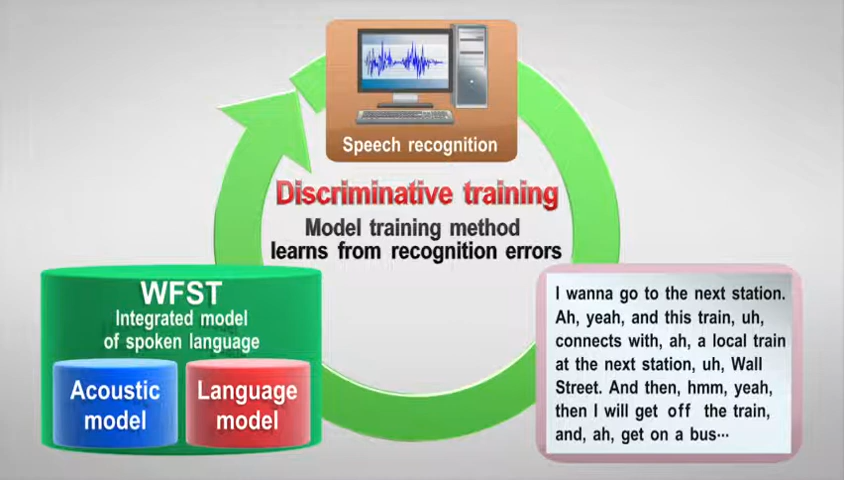 Speech recognition
Discriminative training
Model training method
learns from recognition errors
WFST
Integrated model
of spoken language
Acoustic
model
Language
model
I wanna go to the next station.
Ah, yeah, and this train, uh,
connects with, ah, a local train
at the next station, uh, Wall
Street. And then, hmm, yeah,
then I will get off the train,
and, ah, get on a bus…